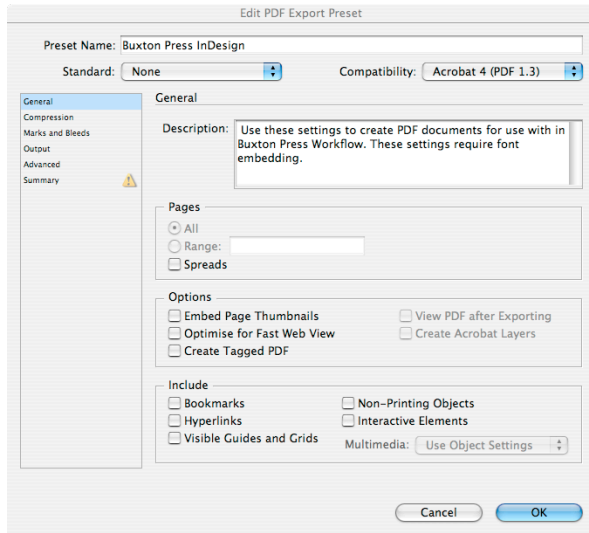 Edit PDF Export Preset
Preset Name: Buxton Press InDesign
Standard: None Compatibility: Acrobat 4 (PDF 1.3)
General
Compression
Marks and Bleeds
Output
Advanced
Summary
General
Description: Use these settings to create PDF documents for use with in
Buxton Press Workflow. These settings require font
embedding.
Pages
All
Range:
Spreads
Options
Embed Page Thumbnails View PDF after Exporting
Optimise for Fast Web View Create Acrobat Layers
Create Tagged PDF
Include
Bookmarks Non-Printing Objects
Hyperlinks Interactive Elements
Visible Guides and Grids Multimedia: Use Object Settings
Cancel OK